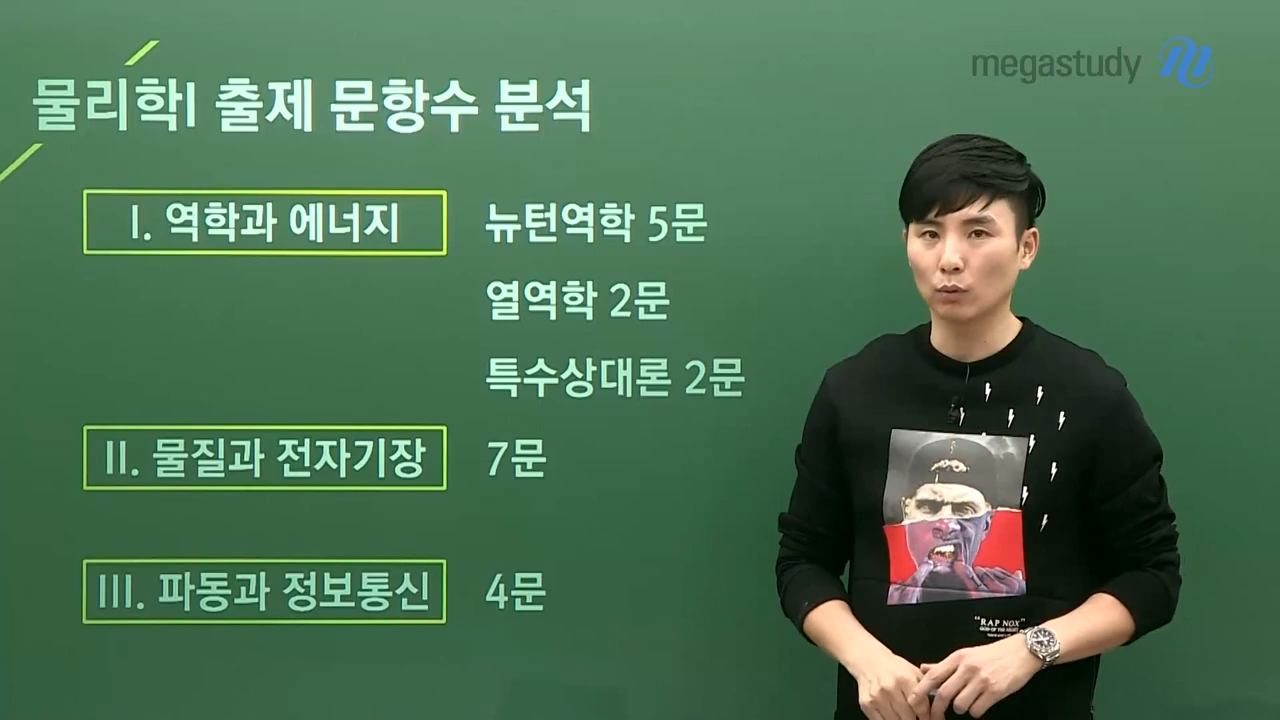 megastudy
물리학I 출제 문항수 분석
I. 역학과 에너지 뉴턴역학 5문
열역학 2문
특수상대론 2문
II. 물질과 전자기장 7문
III. 파동과 정보통신 4문
"RAP NOX"